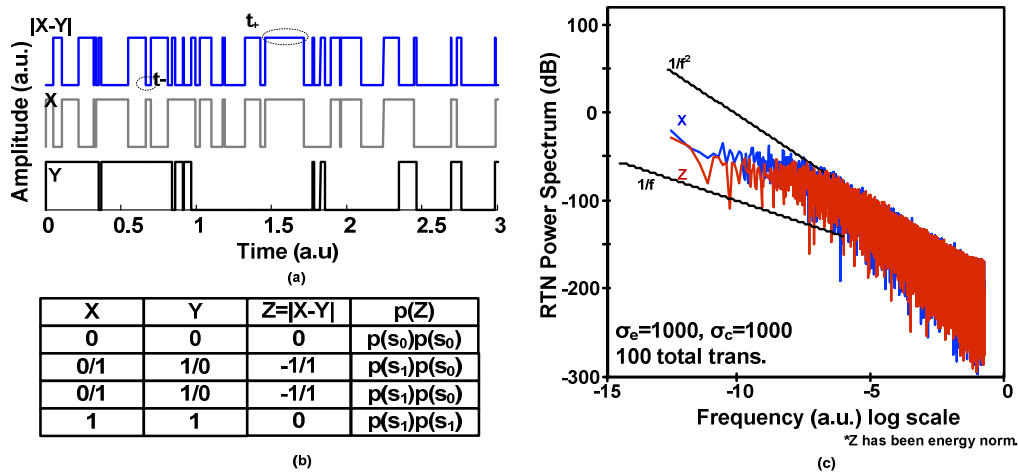 |X-Y|
t₊
t-
X
Y
Amplitude (a.u.)
0 0.5 1 1.5 2 2.5 3
Time (a.u)
(a)
X Y Z=|X-Y| p(Z)
0 0 0 p(s₀)p(s₀)
0/1 1/0 -1/1 p(s₁)p(s₀)
0/1 1/0 -1/1 p(s₁)p(s₀)
1 1 0 p(s₁)p(s₁)
(b)
RTN Power Spectrum (dB)
100
0
-100
-200
-300
1/f²
X
Z
1/f
σₑ=1000, σ꜀=1000
100 total trans.
-15 -10 -5 0
Frequency (a.u.) log scale
*Z has been energy norm.
(c)